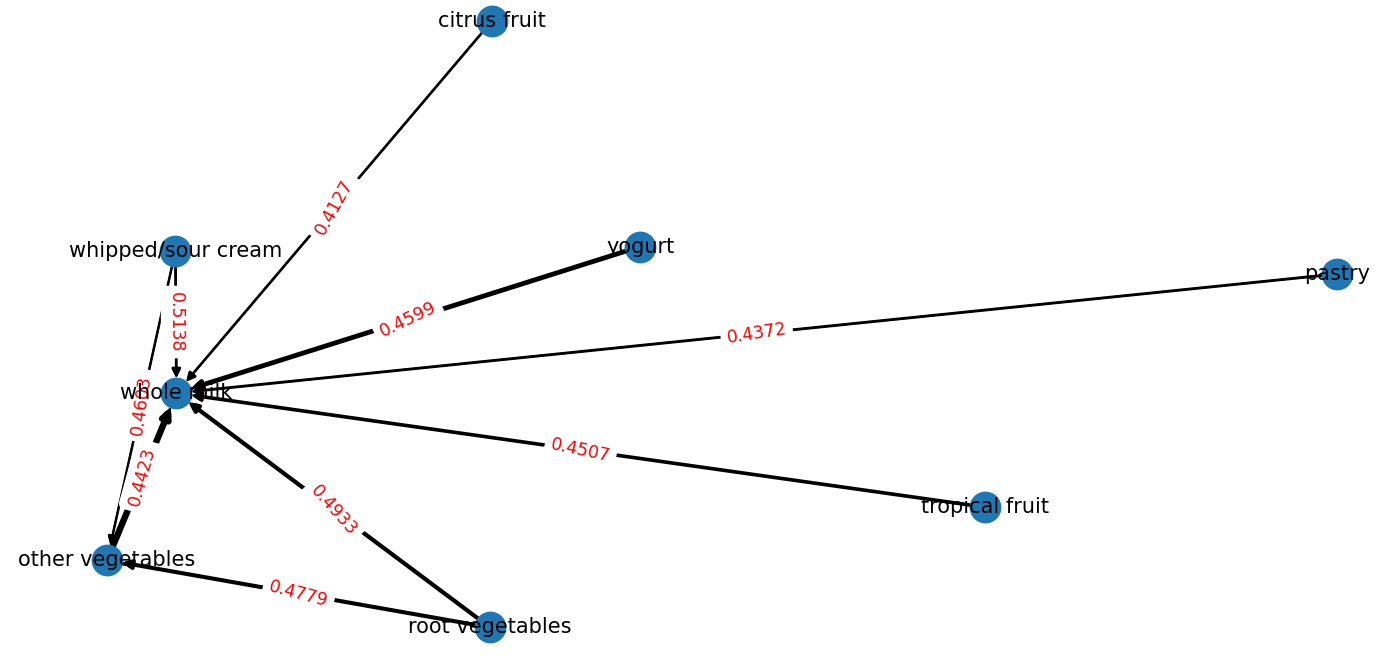 citrus fruit
0.4127
whipped/sour cream
yogurt
pastry
0.5138
0.4599
0.4372
whole milk
0.4507
0.4423
0.4933
tropical fruit
other vegetables
0.4779
root vegetables